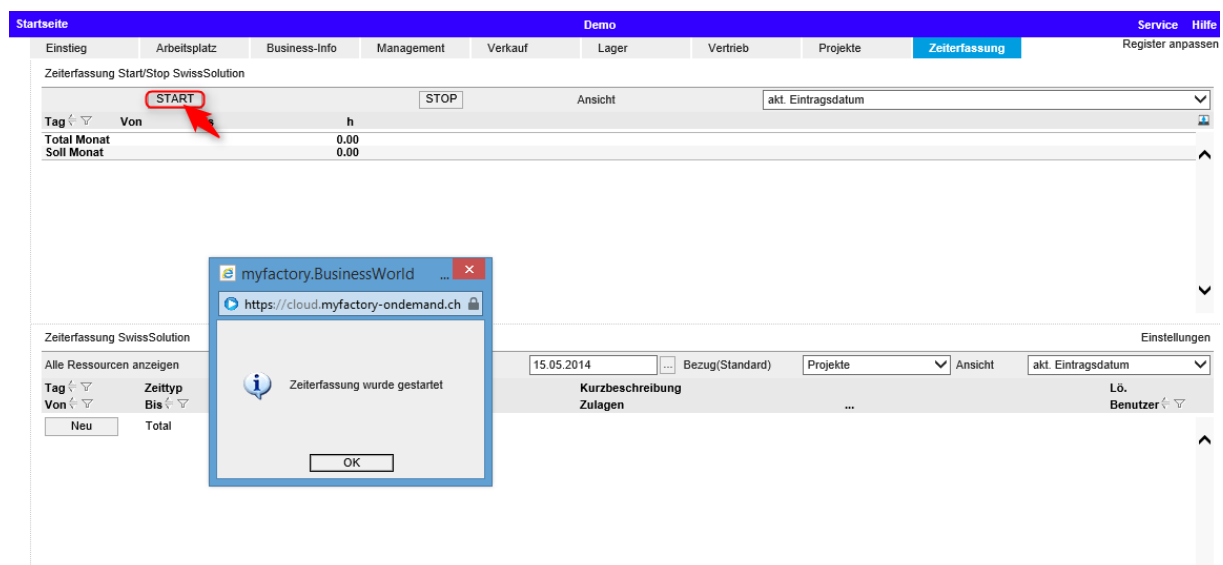 Startseite Demo Service Hilfe
Einstieg Arbeitsplatz Business-Info Management Verkauf Lager Vertrieb Projekte Zeiterfassung Register anpassen
Zeiterfassung Start/Stop SwissSolution
START STOP Ansicht akt. Eintragsdatum
Tag Von s h
Total Monat 0.00
Soll Monat 0.00
myfactory.BusinessWorld ...
https://cloud.myfactory-ondemand.ch
Zeiterfassung wurde gestartet
OK
Zeiterfassung SwissSolution Einstellungen
Alle Ressourcen anzeigen 15.05.2014 ... Bezug(Standard) Projekte Ansicht akt. Eintragsdatum
Tag Zeittyp Kurzbeschreibung Lö.
Von Bis Zulagen ... Benutzer
Neu Total